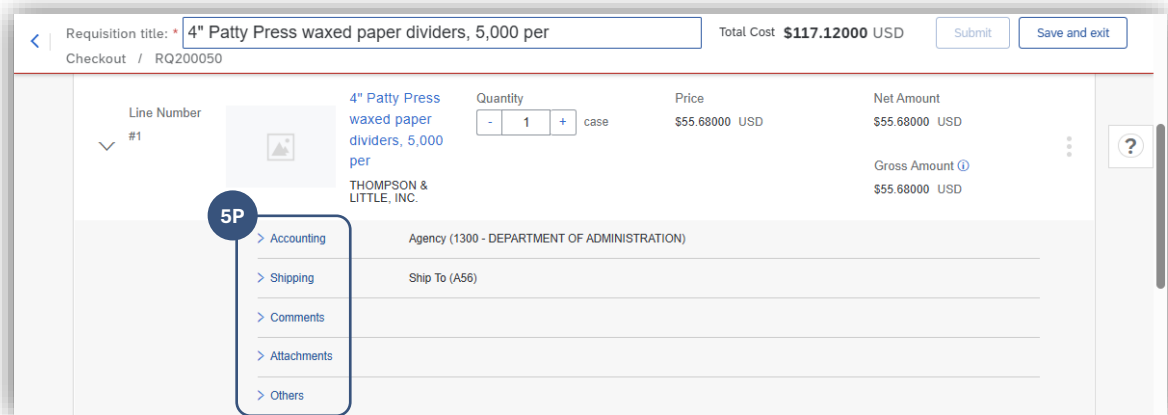 Requisition title: * 4" Patty Press waxed paper dividers, 5,000 per
Total Cost $117.12000 USD
Submit
Save and exit
Checkout / RQ200050
Line Number
#1
4" Patty Press
waxed paper
dividers, 5,000
per
THOMPSON &
LITTLE, INC.
Quantity
- 1 + case
Price
$55.68000 USD
Net Amount
$55.68000 USD
Gross Amount
$55.68000 USD
?
5P
Accounting
Agency (1300 - DEPARTMENT OF ADMINISTRATION)
Shipping
Ship To (A56)
Comments
Attachments
Others